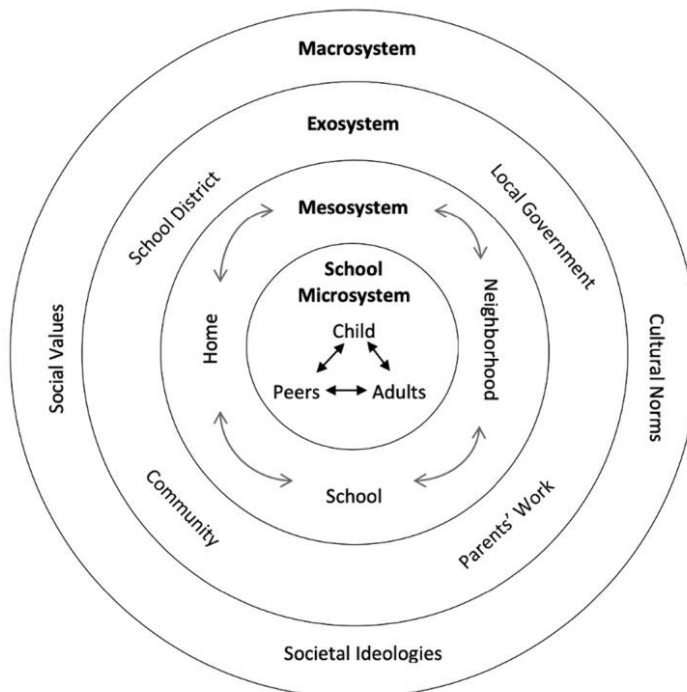 Macrosystem
Exosystem
School District
Local Government
Mesosystem
School
Microsystem
Child
Peers
Adults
Home
Neighborhood
School
Social Values
Cultural Norms
Community
Parents' Work
Societal Ideologies